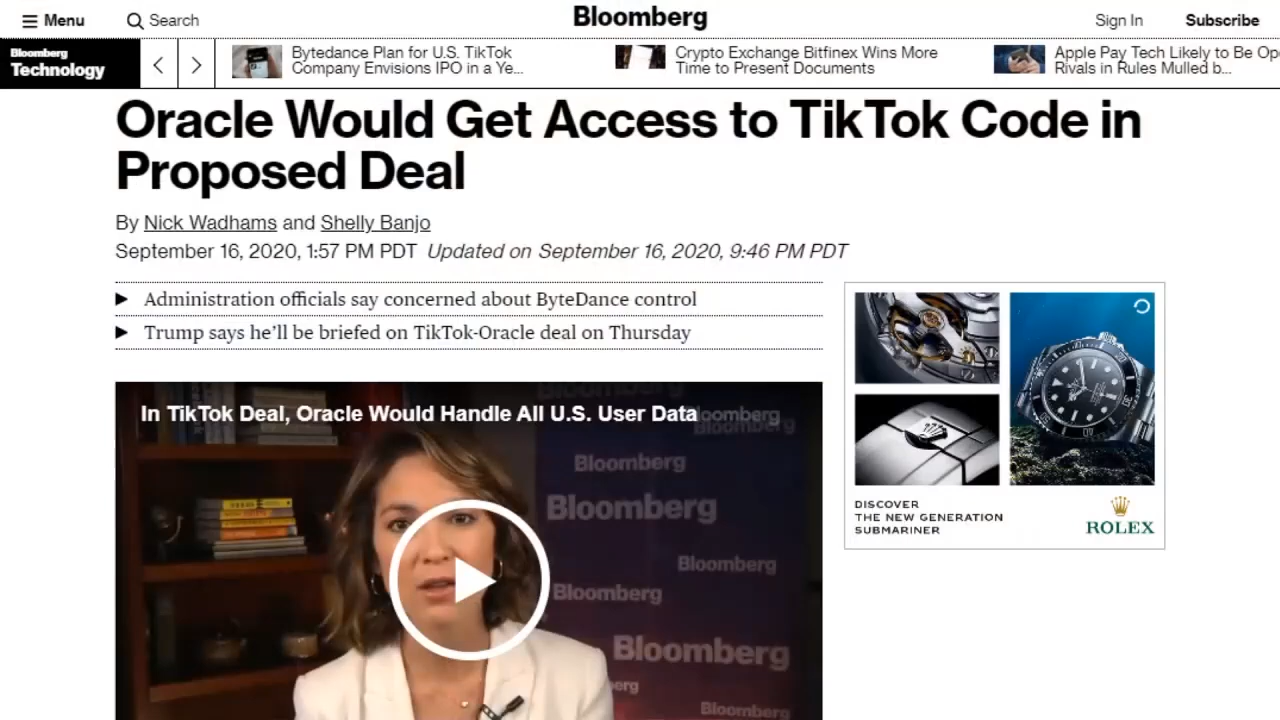 Menu
Search
Bloomberg
Sign In
Subscribe
Bloomberg
Technology
Bytedance Plan for U.S. TikTok
Company Envisions IPO in a Ye...
Crypto Exchange Bitfinex Wins More
Time to Present Documents
Apple Pay Tech Likely to Be Op
Rivals in Rules Mulled b...
Oracle Would Get Access to TikTok Code in
Proposed Deal
By Nick Wadhams and Shelly Banjo
September 16, 2020, 1:57 PM PDT Updated on September 16, 2020, 9:46 PM PDT
Administration officials say concerned about ByteDance control
Trump says he'll be briefed on TikTok-Oracle deal on Thursday
In TikTok Deal, Oracle Would Handle All U.S. User Data
Bloomberg
loomberg
Bloomberg
Bloomberg
Bloomberg
Bloomberg
Bloomberg
Bloomberg
erg
Bloomberg
DISCOVER
THE NEW GENERATION
SUBMARINER
ROLEX